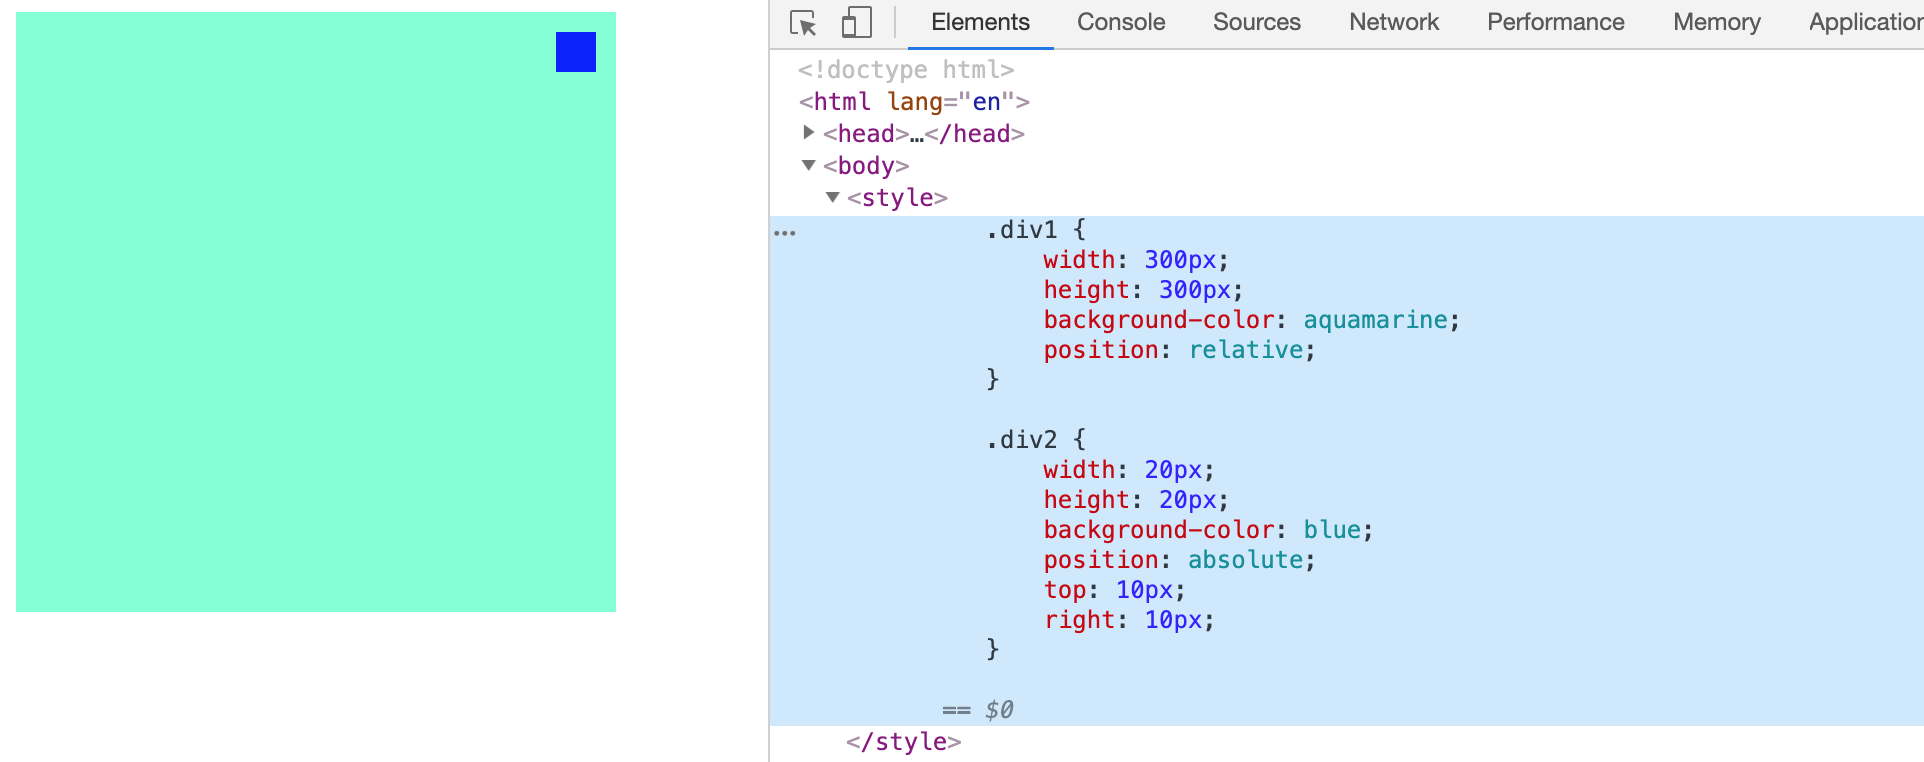 Elements Console Sources Network Performance Memory Application
<!doctype html>
<html lang="en">
<head>…</head>
<body>
<style>
.div1 {
width: 300px;
height: 300px;
background-color: aquamarine;
position: relative;
}
.div2 {
width: 20px;
height: 20px;
background-color: blue;
position: absolute;
top: 10px;
right: 10px;
}
== $0
</style>